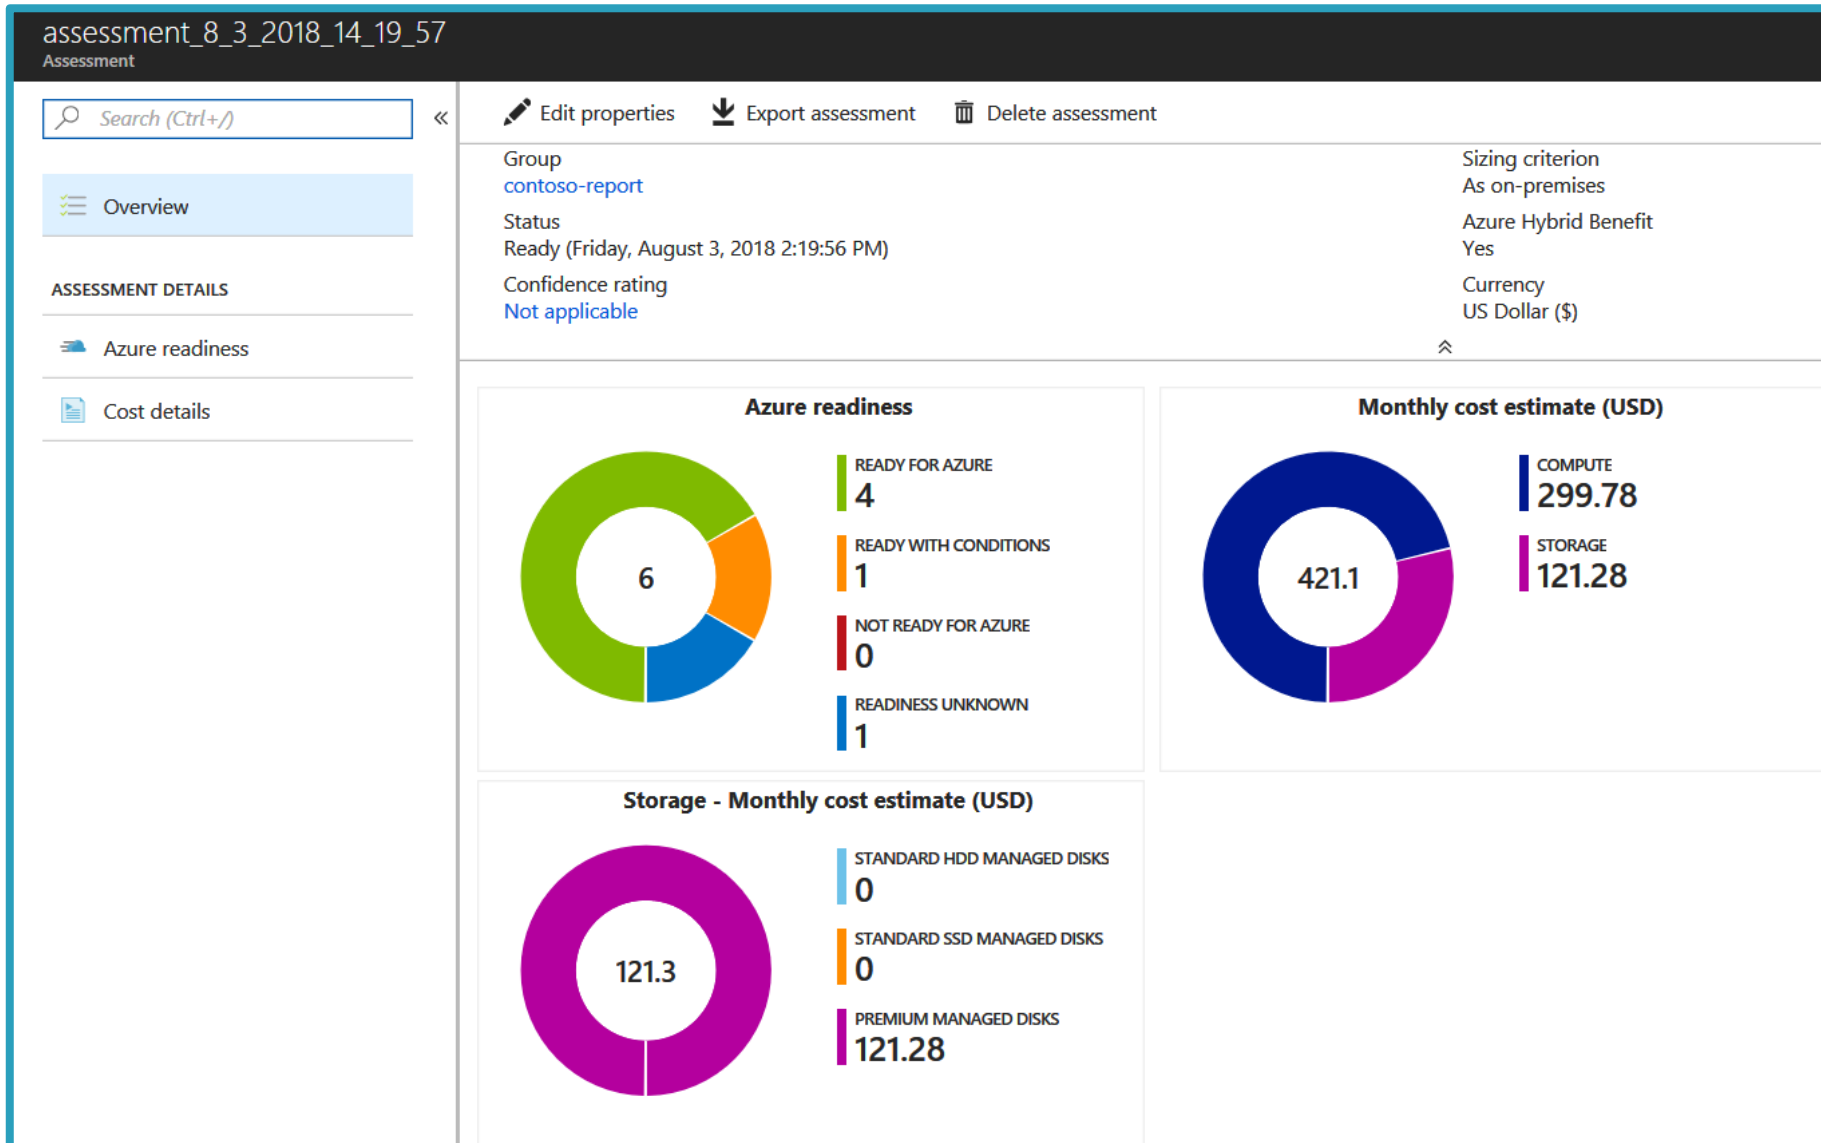 assessment_8_3_2018_14_19_57
Assessment
Search (Ctrl+/)
«
Overview
ASSESSMENT DETAILS
Azure readiness
Cost details
Edit properties
Export assessment
Delete assessment
Group
contoso-report
Status
Ready (Friday, August 3, 2018 2:19:56 PM)
Confidence rating
Not applicable
Sizing criterion
As on-premises
Azure Hybrid Benefit
Yes
Currency
US Dollar ($)
Azure readiness
6
READY FOR AZURE
4
READY WITH CONDITIONS
1
NOT READY FOR AZURE
0
READINESS UNKNOWN
1
Monthly cost estimate (USD)
421.1
COMPUTE
299.78
STORAGE
121.28
Storage - Monthly cost estimate (USD)
121.3
STANDARD HDD MANAGED DISKS
0
STANDARD SSD MANAGED DISKS
0
PREMIUM MANAGED DISKS
121.28